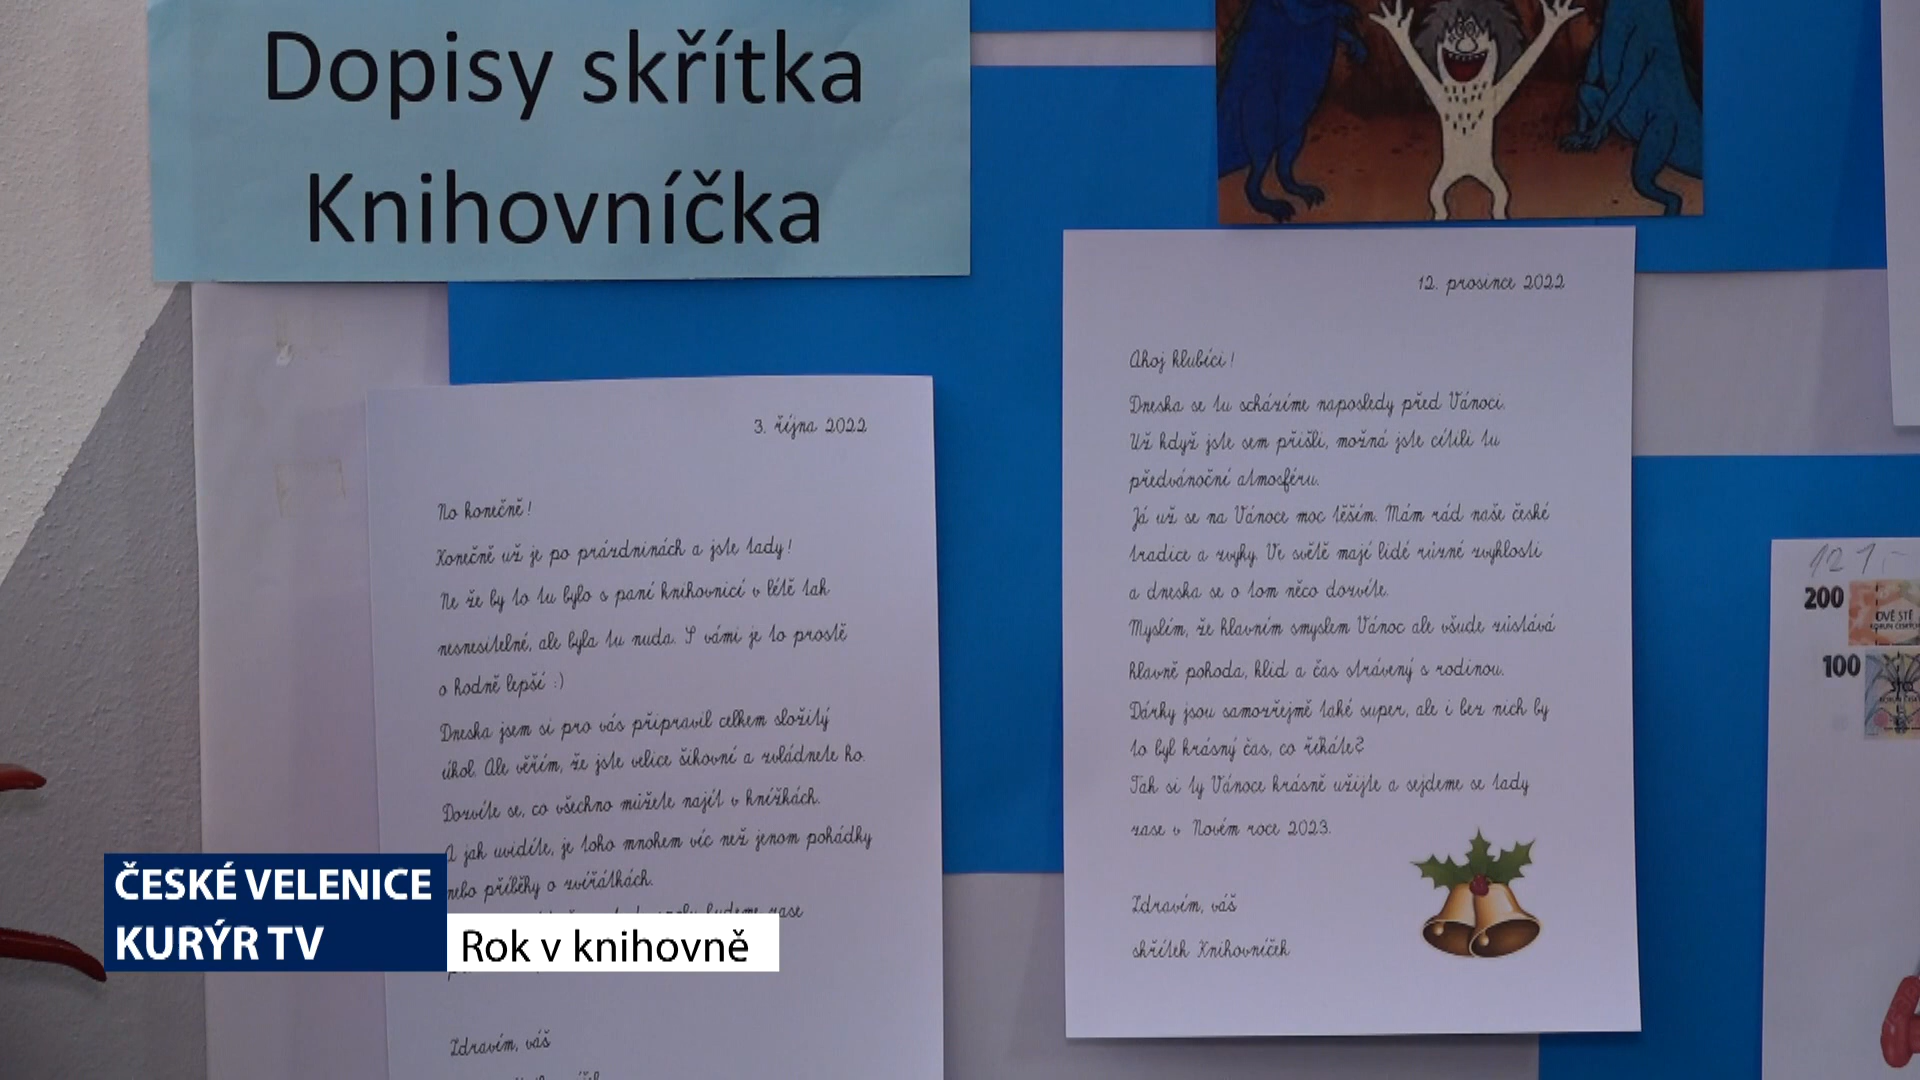 Dopisy skřítka
Knihovníčka
3. října 2022
No konečně!
Konečně už je po prázdninách a jste tady!
Ne že by to tu bylo s paní knihovnicí v létě tak
nesnesitelné, ale byla tu nuda. S vámi je to prostě
o hodně lepší :)
Dneska jsem si pro vás připravil celkem složitý
úkol. Ale věřím, že jste velice šikovní a zvládnete ho.
Dozvíte se, co všechno můžete najít v knížkách.
A jak uvidíte, je toho mnohem víc než jenom pohádky
nebo příběhy o zvířátkách.
budeme zase
Zdravím, váš
12. prosince 2022
Ahoj klubíci!
Dneska se tu scházíme naposledy před Vánoci.
Už když jste sem přišli, možná jste cítili tu
předvánoční atmosféru.
Já už se na Vánoce moc těším. Mám rád naše české
tradice a zvyky. Ve světě mají lidé různé zvyklosti
a dneska se o tom něco dozvíte.
Myslím, že hlavním smyslem Vánoc ale všude zůstává
hlavně pohoda, klid a čas strávený s rodinou.
Dárky jsou samozřejmě také super, ale i bez nich by
to byl krásný čas, co říkáte?
Tak si ty Vánoce krásně užijte a sejdeme se tady
zase v Novém roce 2023.
Zdravím, váš
skřítek Knihovníček
121,-
200
DVĚ STĚ
100
ČESKÉ VELENICE
KURÝR TV
Rok v knihovně